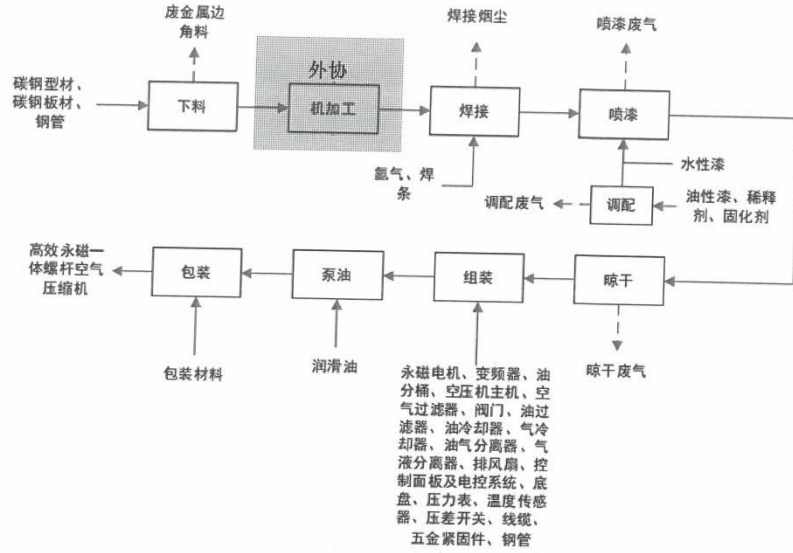 废金属边
角料
焊接烟尘
喷漆废气
外协
碳钢型材、
碳钢板材、
钢管
下料
机加工
焊接
喷漆
氩气、焊
条
水性漆
调配废气
调配
油性漆、稀释
剂、固化剂
高效永磁一
体螺杆空气
压缩机
包装
泵油
组装
晾干
包装材料
润滑油
晾干废气
永磁电机、变频器、油
分桶、空压机主机、空
气过滤器、阀门、油过
滤器、油冷却器、气冷
却器、油气分离器、气
液分离器、排风扇、控
制面板及电控系统、底
盘、压力表、温度传感
器、压差开关、线缆、
五金紧固件、钢管